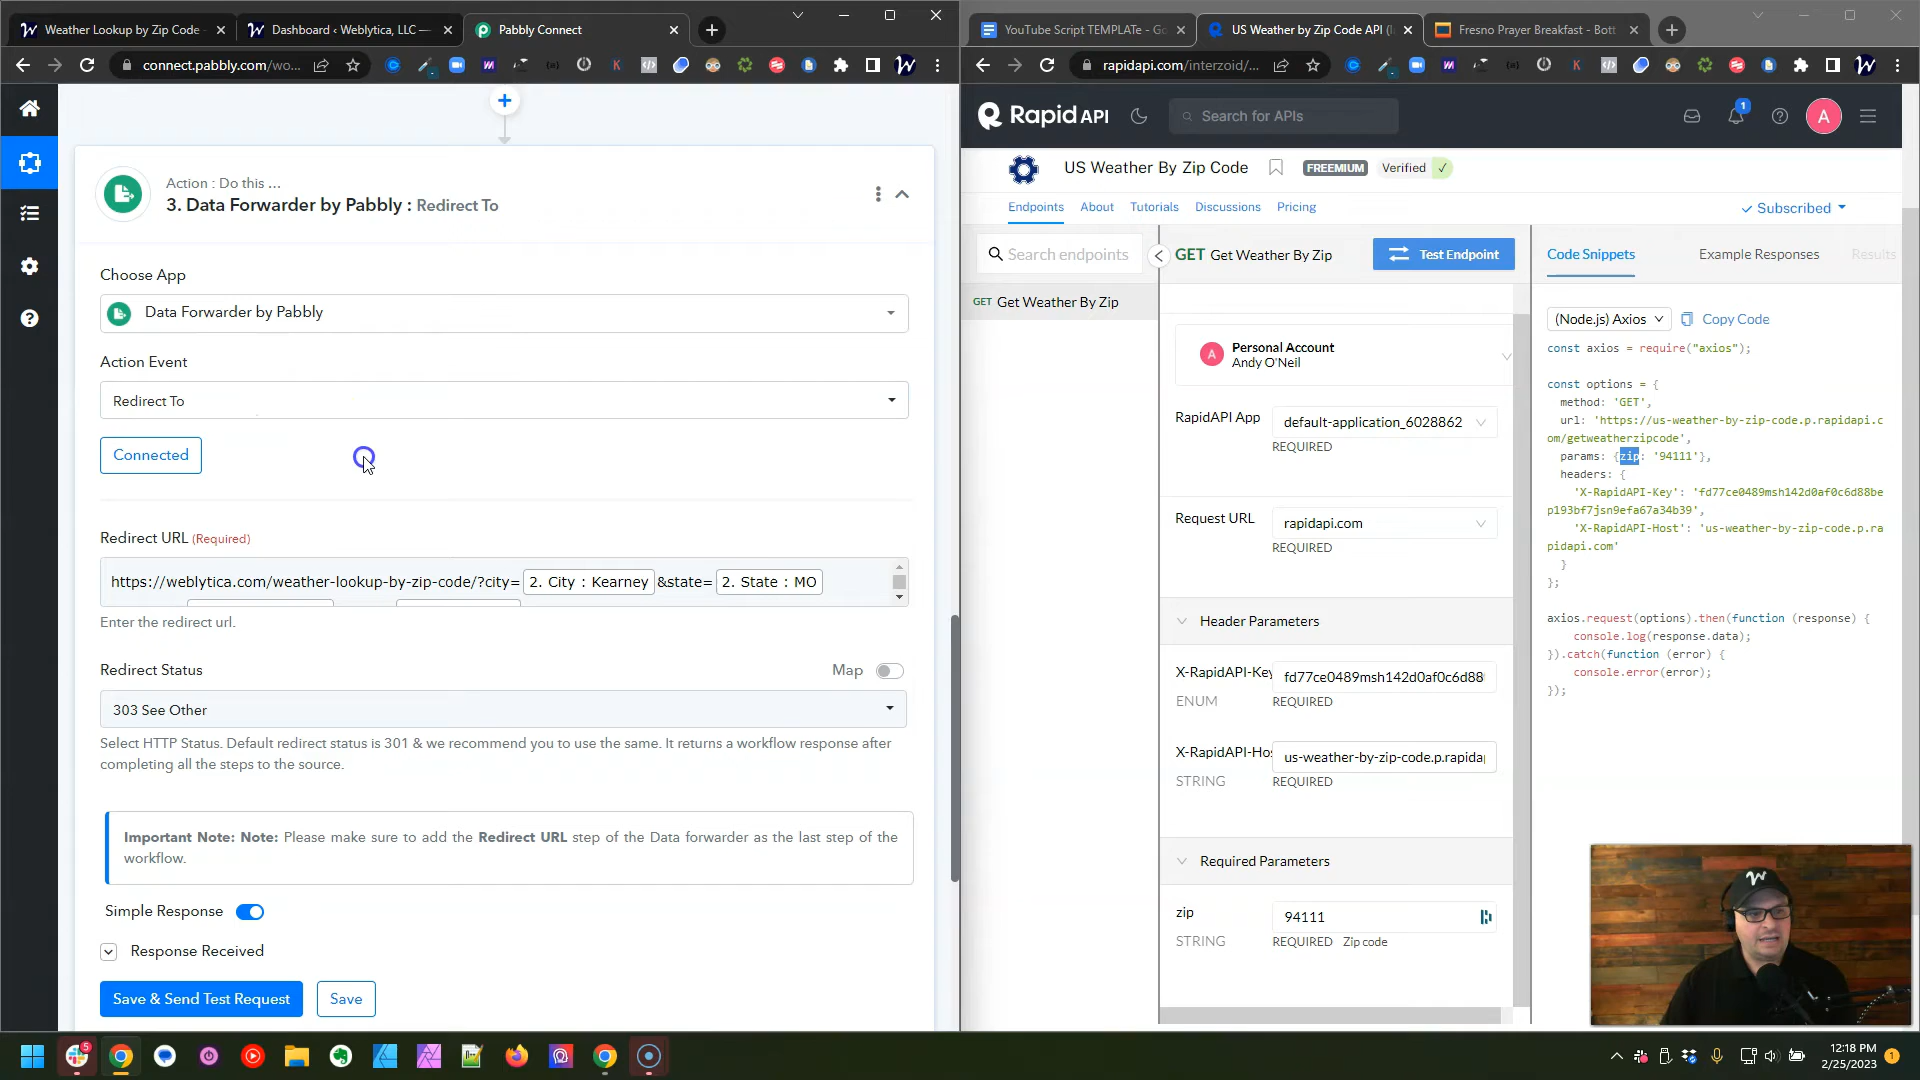 Weather Lookup by Zip Code
Dashboard ‹ Weblytica, LLC —
Pabbly Connect
connect.pabbly.com/wo...
Action : Do this ...
3. Data Forwarder by Pabbly : Redirect To
Choose App
Data Forwarder by Pabbly
Action Event
Redirect To
Connected
Redirect URL (Required)
https://weblytica.com/weather-lookup-by-zip-code/?city= 2. City : Kearney &state= 2. State : MO
Enter the redirect url.
Redirect Status
Map
303 See Other
Select HTTP Status. Default redirect status is 301 & we recommend you to use the same. It returns a workflow response after
completing all the steps to the source.
Important Note: Note: Please make sure to add the Redirect URL step of the Data forwarder as the last step of the
workflow.
Simple Response
Response Received
Save & Send Test Request
Save
YouTube Script TEMPLATe - Go
US Weather by Zip Code API (I
Fresno Prayer Breakfast - Bott
rapidapi.com/interzoid/...
Rapid API
Search for APIs
1
A
US Weather By Zip Code
FREEMIUM
Verified
Endpoints
About
Tutorials
Discussions
Pricing
Subscribed
Search endpoints
GET Get Weather By Zip
GET Get Weather By Zip
Test Endpoint
A
Personal Account
Andy O'Neil
RapidAPI App
default-application_6028862
REQUIRED
Request URL
rapidapi.com
REQUIRED
Header Parameters
X-RapidAPI-Key
fd77ce0489msh142d0af0c6d88
ENUM
REQUIRED
X-RapidAPI-Hos
us-weather-by-zip-code.p.rapida
STRING
REQUIRED
Required Parameters
zip
94111
STRING
REQUIRED Zip code
Code Snippets
Example Responses
Results
(Node.js) Axios
Copy Code
const axios = require("axios");
const options = {
method: 'GET',
url: 'https://us-weather-by-zip-code.p.rapidapi.c
om/getweatherzipcode',
params: {zip: '94111'},
headers: {
'X-RapidAPI-Key': 'fd77ce0489msh142d0af0c6d88be
p193bf7jsn9efa67a34b39',
'X-RapidAPI-Host': 'us-weather-by-zip-code.p.ra
pidapi.com'
}
};
axios.request(options).then(function (response) {
console.log(response.data);
}).catch(function (error) {
console.error(error);
});
5
12:18 PM
2/25/2023
1